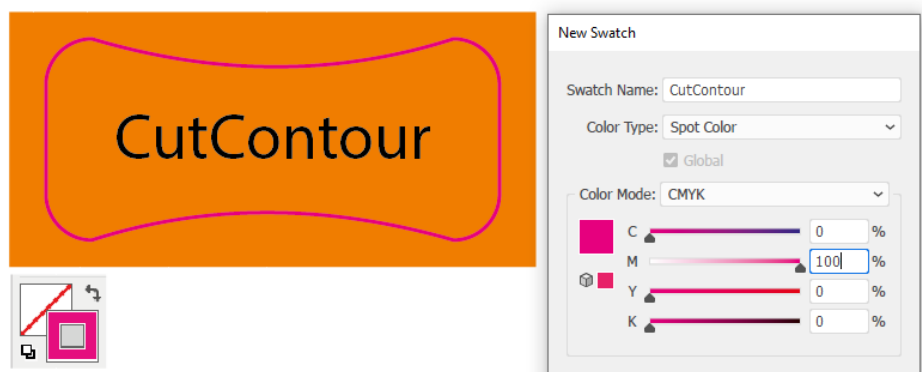 CutContour
New Swatch
Swatch Name: CutContour
Color Type: Spot Color
Global
Color Mode: CMYK
C 0 %
M 100 %
Y 0 %
K 0 %